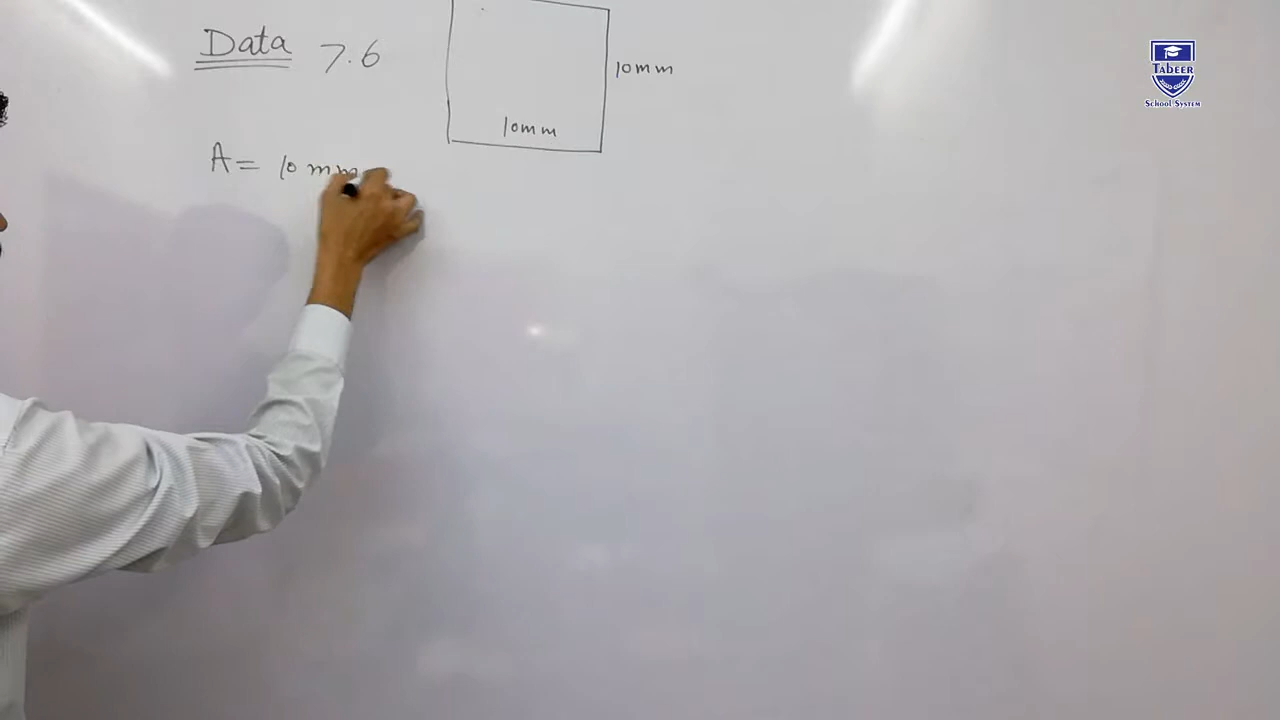 Data 7.6
10mm
10mm
A = 10 mm
TABEER
SCHOOL SYSTEM